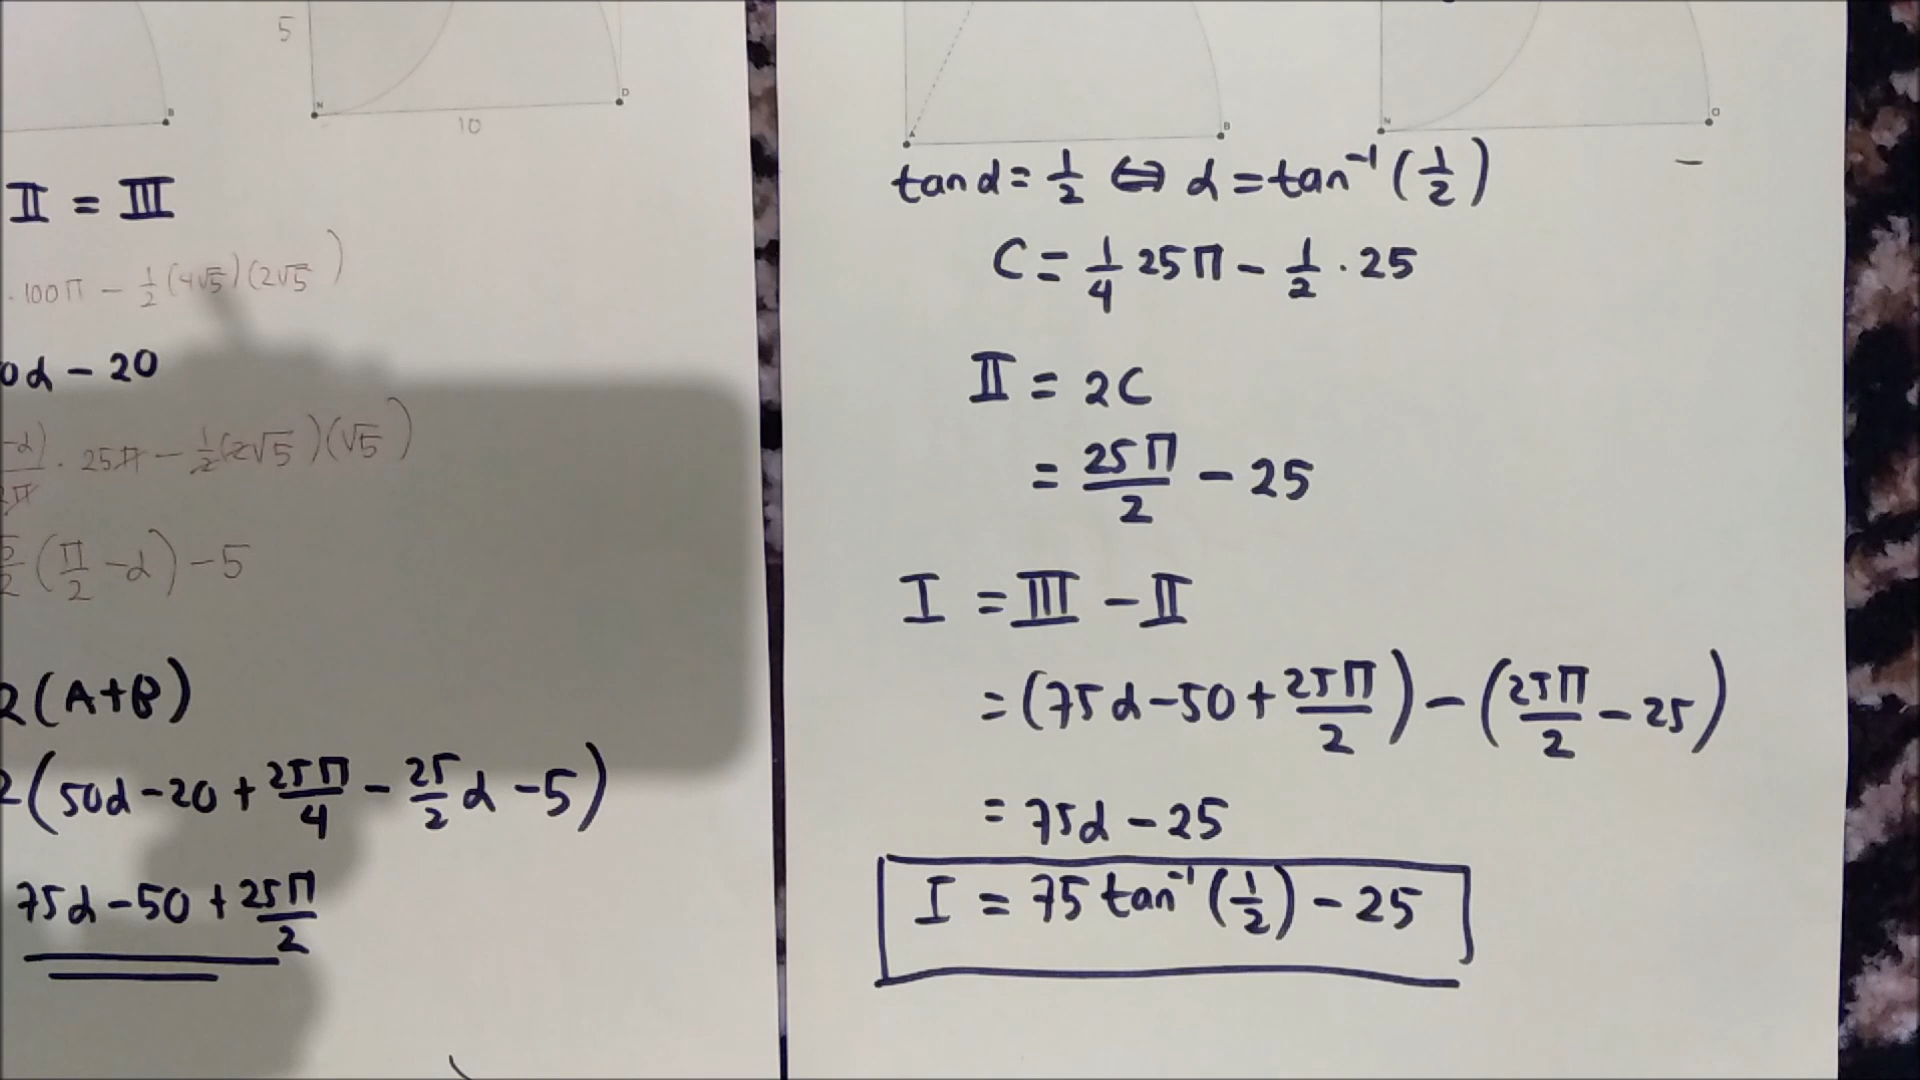 5
B
N
D
10
II = III
. 100π − 1/2 (4√5)(2√5)
0α − 20
-α)/2π . 25π − 1/2 (2√5)(√5)
/2 (π/2 − α) − 5
2(A+B)
2(50α − 20 + 25π/4 − 25/2 α − 5)
75α − 50 + 25π/2
A
B
N
tan α = 1/2 ⇔ α = tan⁻¹(1/2)
C = 1/4 25π − 1/2 . 25
II = 2C
= 25π/2 − 25
I = III − II
= (75α − 50 + 25π/2) − (25π/2 − 25)
= 75α − 25
I = 75 tan⁻¹(1/2) − 25